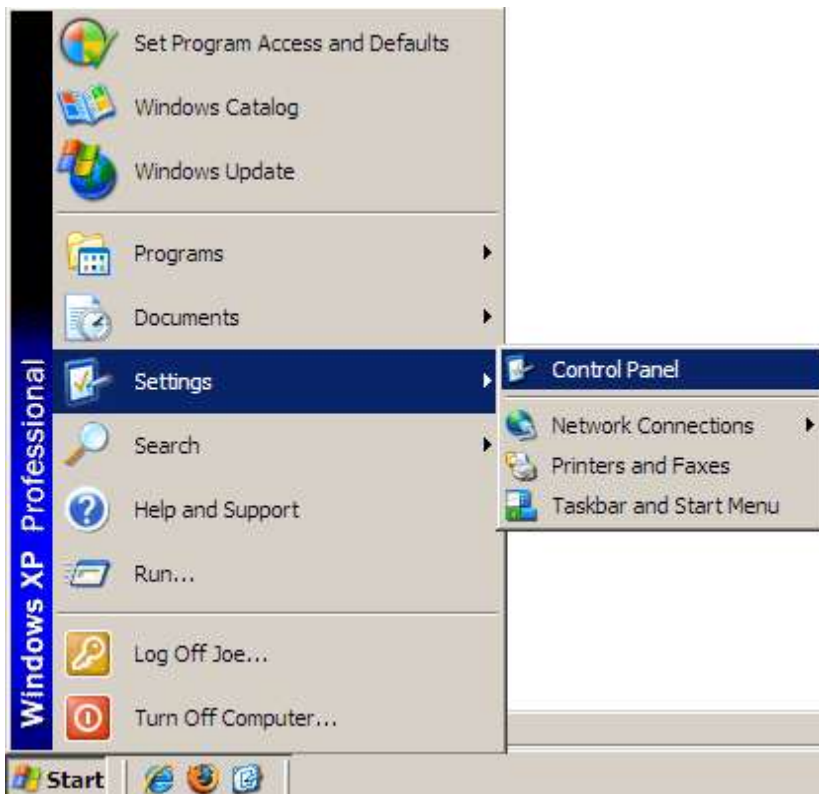 Set Program Access and Defaults
Windows Catalog
Windows Update
Programs
Documents
Settings
Search
Help and Support
Run...
Log Off Joe...
Turn Off Computer...
Control Panel
Network Connections
Printers and Faxes
Taskbar and Start Menu
Windows XP Professional
Start